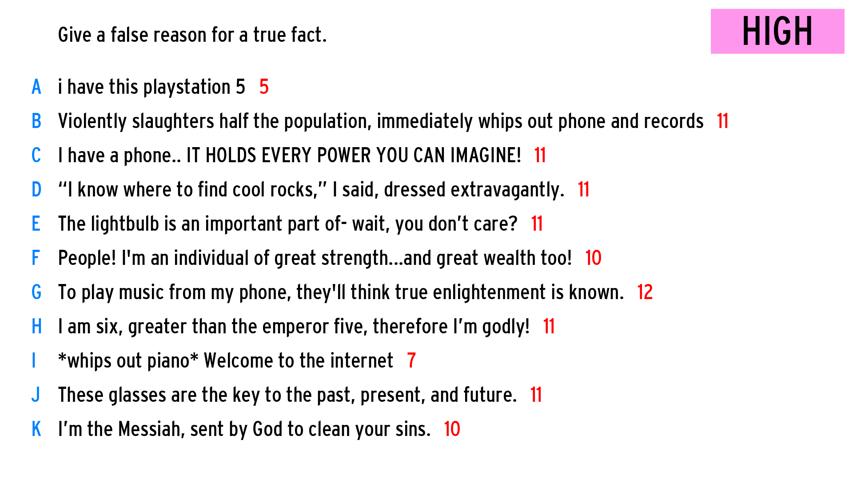 Give a false reason for a true fact.
HIGH
A i have this playstation 5 5
B Violently slaughters half the population, immediately whips out phone and records 11
C I have a phone.. IT HOLDS EVERY POWER YOU CAN IMAGINE! 11
D “I know where to find cool rocks,” I said, dressed extravagantly. 11
E The lightbulb is an important part of- wait, you don’t care? 11
F People! I'm an individual of great strength...and great wealth too! 10
G To play music from my phone, they'll think true enlightenment is known. 12
H I am six, greater than the emperor five, therefore I’m godly! 11
I *whips out piano* Welcome to the internet 7
J These glasses are the key to the past, present, and future. 11
K I’m the Messiah, sent by God to clean your sins. 10